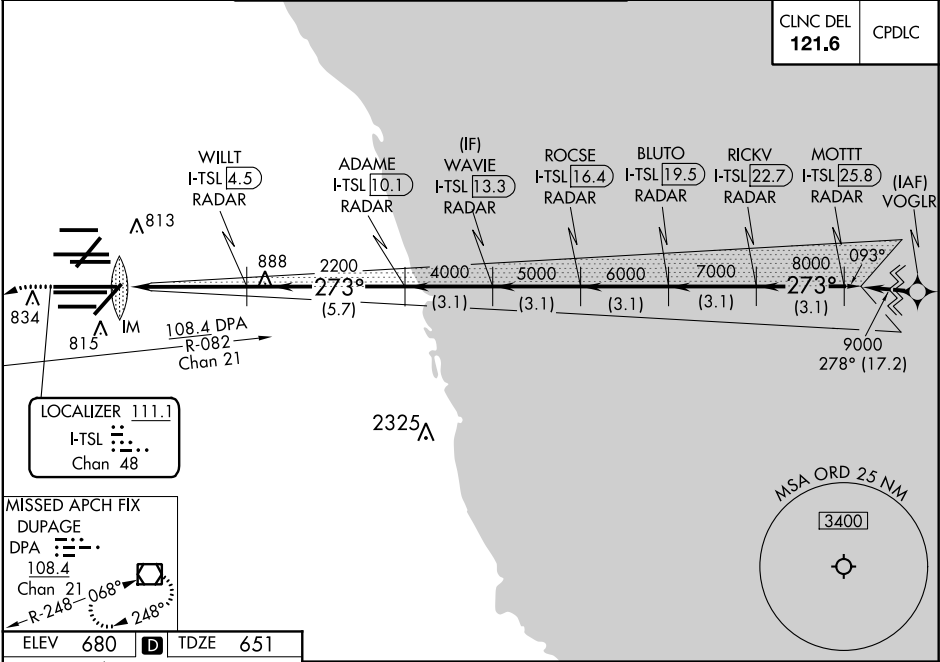 CLNC DEL
121.6
CPDLC
WILLT
I-TSL 4.5
RADAR
ADAME
I-TSL 10.1
RADAR
(IF)
WAVIE
I-TSL 13.3
RADAR
ROCSE
I-TSL 16.4
RADAR
BLUTO
I-TSL 19.5
RADAR
RICKV
I-TSL 22.7
RADAR
MOTTT
I-TSL 25.8
RADAR
(IAF)
VOGLR
813
888
2200
4000
5000
6000
7000
8000
093°
273°
273°
(5.7)
(3.1)
(3.1)
(3.1)
(3.1)
(3.1)
834
815
IM
9000
278° (17.2)
108.4 DPA
R-082
Chan 21
LOCALIZER 111.1
I-TSL
Chan 48
2325
MISSED APCH FIX
DUPAGE
DPA
108.4
Chan 21
R-248
068°
248°
MSA ORD 25 NM
3400
ELEV 680 D TDZE 651